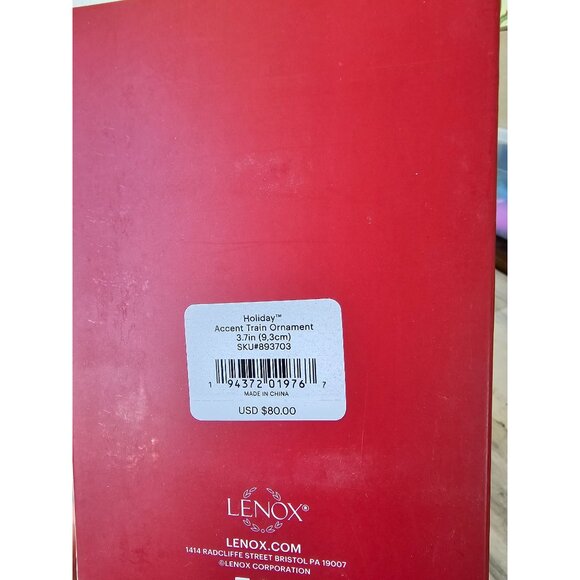 Holiday™
Accent Train Ornament
3.7in (9,3cm)
SKU#893703
1 94372 01976 7
MADE IN CHINA
USD $80.00
LENOX®
LENOX.COM
1414 RADCLIFFE STREET BRISTOL PA 19007
©LENOX CORPORATION